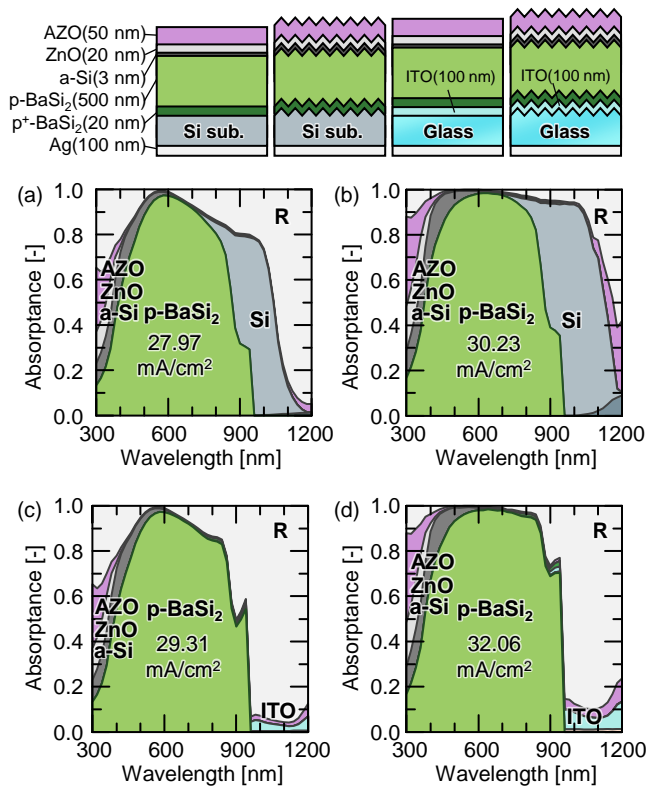 AZO(50 nm)
ZnO(20 nm)
a-Si(3 nm)
p-BaSi₂(500 nm)
p⁺-BaSi₂(20 nm)
Ag(100 nm)
Si sub.
Si sub.
ITO(100 nm)
Glass
ITO(100 nm)
Glass
(a)
Absorptance [-]
1.0
0.8
0.6
0.4
0.2
0.0
R
AZO
ZnO
a-Si p-BaSi₂
Si
27.97
mA/cm²
300 600 900 1200
Wavelength [nm]
(b)
Absorptance [-]
1.0
0.8
0.6
0.4
0.2
0.0
R
AZO
ZnO
a-Si p-BaSi₂
Si
30.23
mA/cm²
300 600 900 1200
Wavelength [nm]
(c)
Absorptance [-]
1.0
0.8
0.6
0.4
0.2
0.0
R
AZO p-BaSi₂
ZnO
a-Si
29.31
mA/cm²
ITO
300 600 900 1200
Wavelength [nm]
(d)
Absorptance [-]
1.0
0.8
0.6
0.4
0.2
0.0
R
AZO
ZnO
a-Si p-BaSi₂
32.06
mA/cm²
ITO
300 600 900 1200
Wavelength [nm]